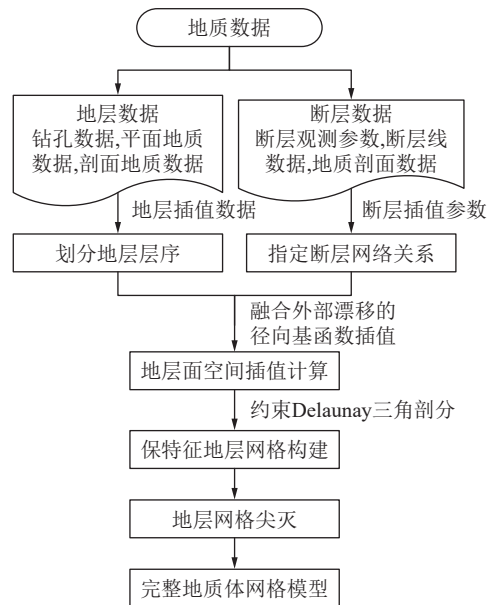 地质数据
地层数据
钻孔数据,平面地质
数据,剖面地质数据
断层数据
断层观测参数,断层线
数据,地质剖面数据
地层插值数据
断层插值参数
划分地层层序
指定断层网络关系
融合外部漂移的
径向基函数插值
地层面空间插值计算
约束Delaunay三角剖分
保特征地层网格构建
地层网格尖灭
完整地质体网格模型